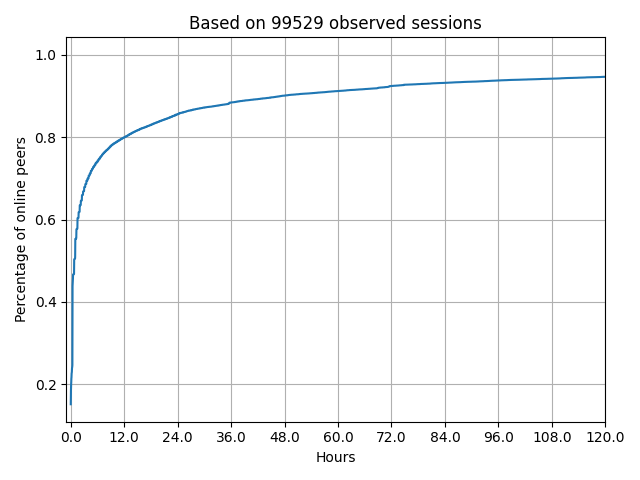 Based on 99529 observed sessions
Percentage of online peers
1.0
0.8
0.6
0.4
0.2
0.0 12.0 24.0 36.0 48.0 60.0 72.0 84.0 96.0 108.0 120.0
Hours